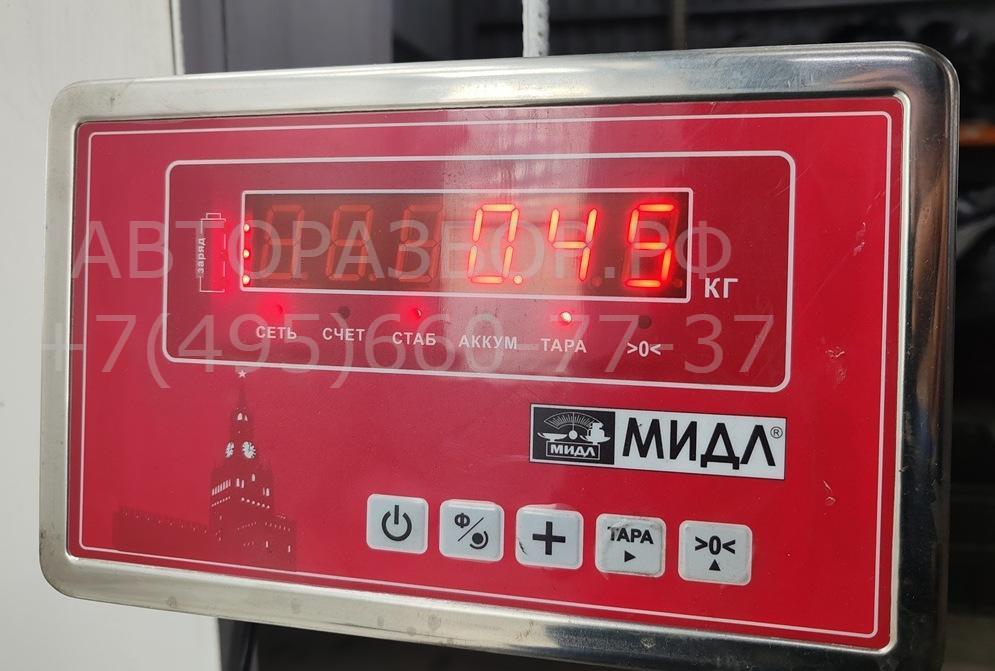 АВТОРАЗБОР.РФ
+7(495)660-77-37
заряд
0.45
КГ
СЕТЬ СЧЕТ СТАБ АККУМ ТАРА >0<
МИДЛ
МИДЛ®
Ф/
+
ТАРА
>0<